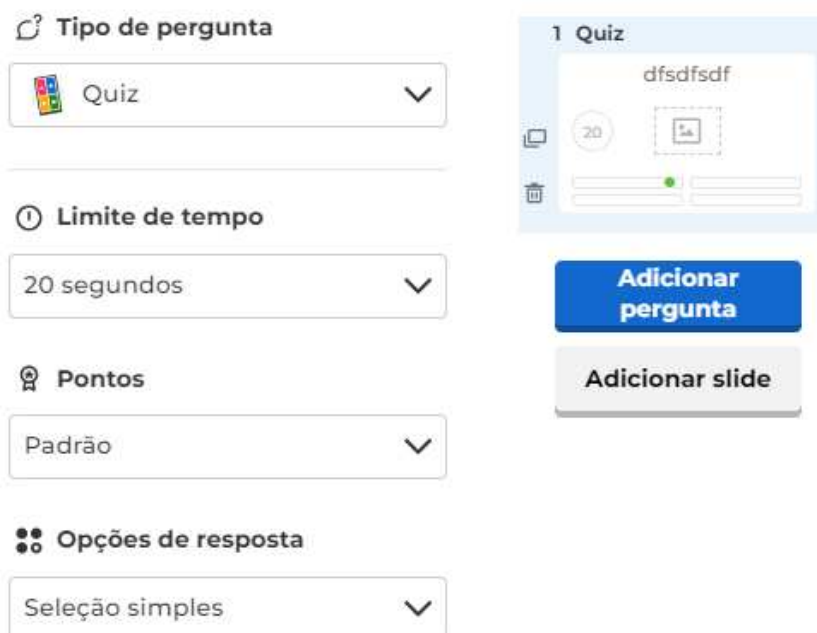 Tipo de pergunta
Quiz
Limite de tempo
20 segundos
Pontos
Padrão
Opções de resposta
Seleção simples
1 Quiz
dfsdfsdf
20
Adicionar
pergunta
Adicionar slide